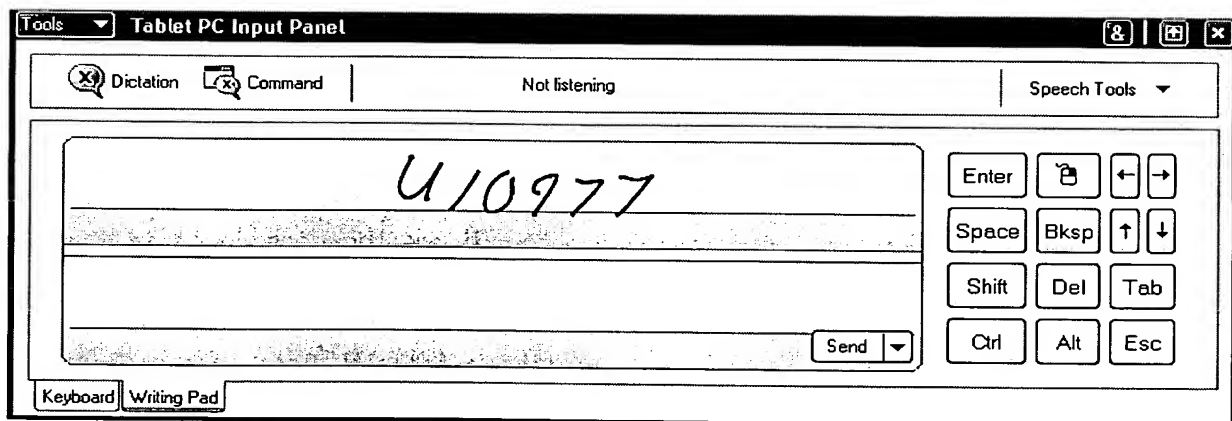 Tools Tablet PC Input Panel &
Dictation Command Not listening Speech Tools
U10977
Enter
Space Bksp
Shift Del Tab
Send
Ctrl Alt Esc
Keyboard Writing Pad